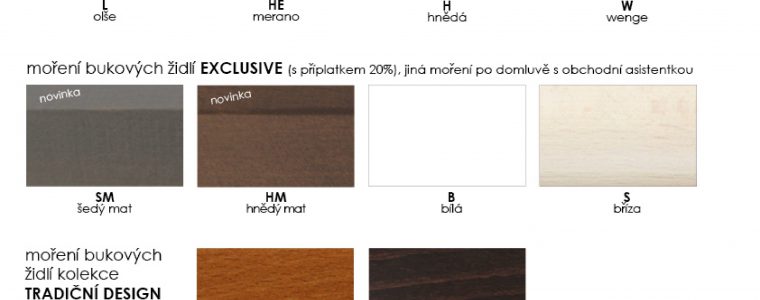 L HE H W
olše merano hnědá wenge
moření bukových židlí EXCLUSIVE (s příplatkem 20%), jiná moření po domluvě s obchodní asistentkou
novinka novinka
SM HM B S
šedý mat hnědý mat bílá bříza
moření bukových
židlí kolekce
TRADIČNÍ DESIGN